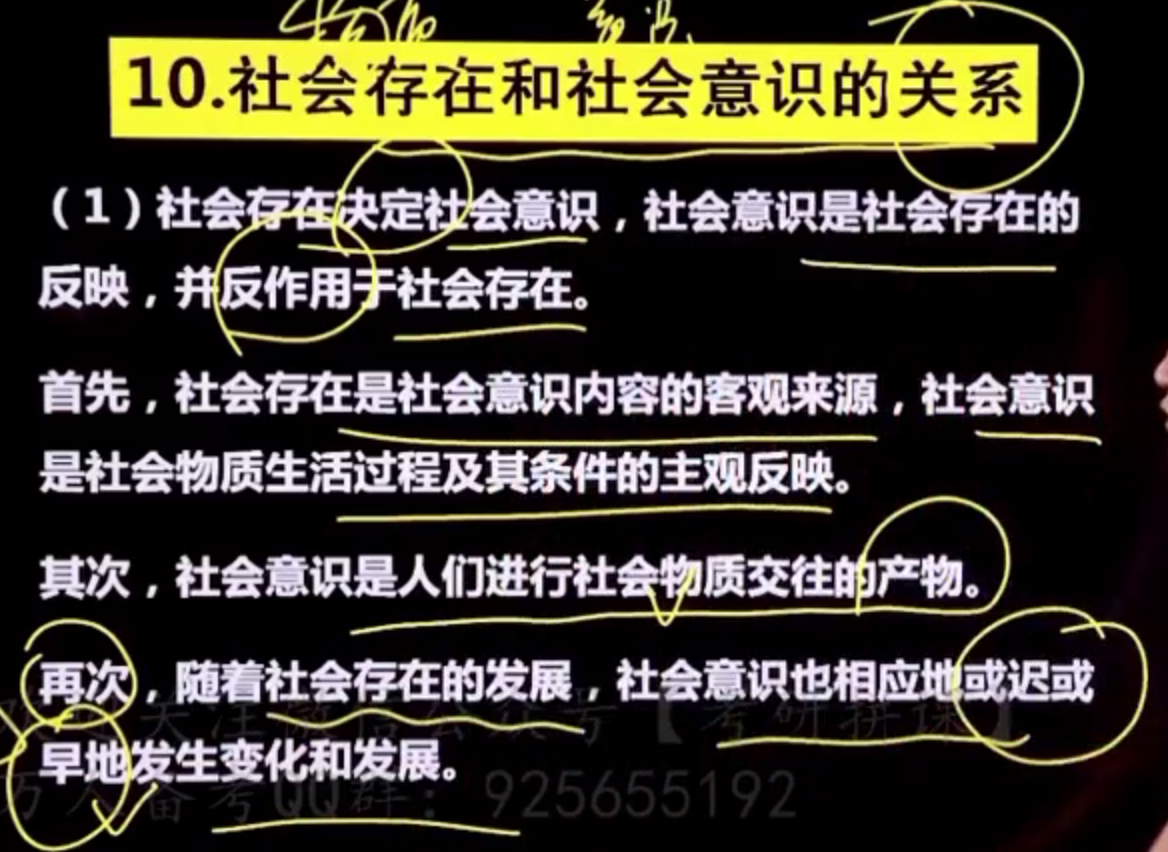 物质 意识
10.社会存在和社会意识的关系
（1）社会存在决定社会意识，社会意识是社会存在的
反映，并反作用于社会存在。
首先，社会存在是社会意识内容的客观来源，社会意识
是社会物质生活过程及其条件的主观反映。
其次，社会意识是人们进行社会物质交往的产物。
再次，随着社会存在的发展，社会意识也相应地或迟或
关注微信公众号【考研拼课】
早地发生变化和发展。
万人备考QQ群：925655192